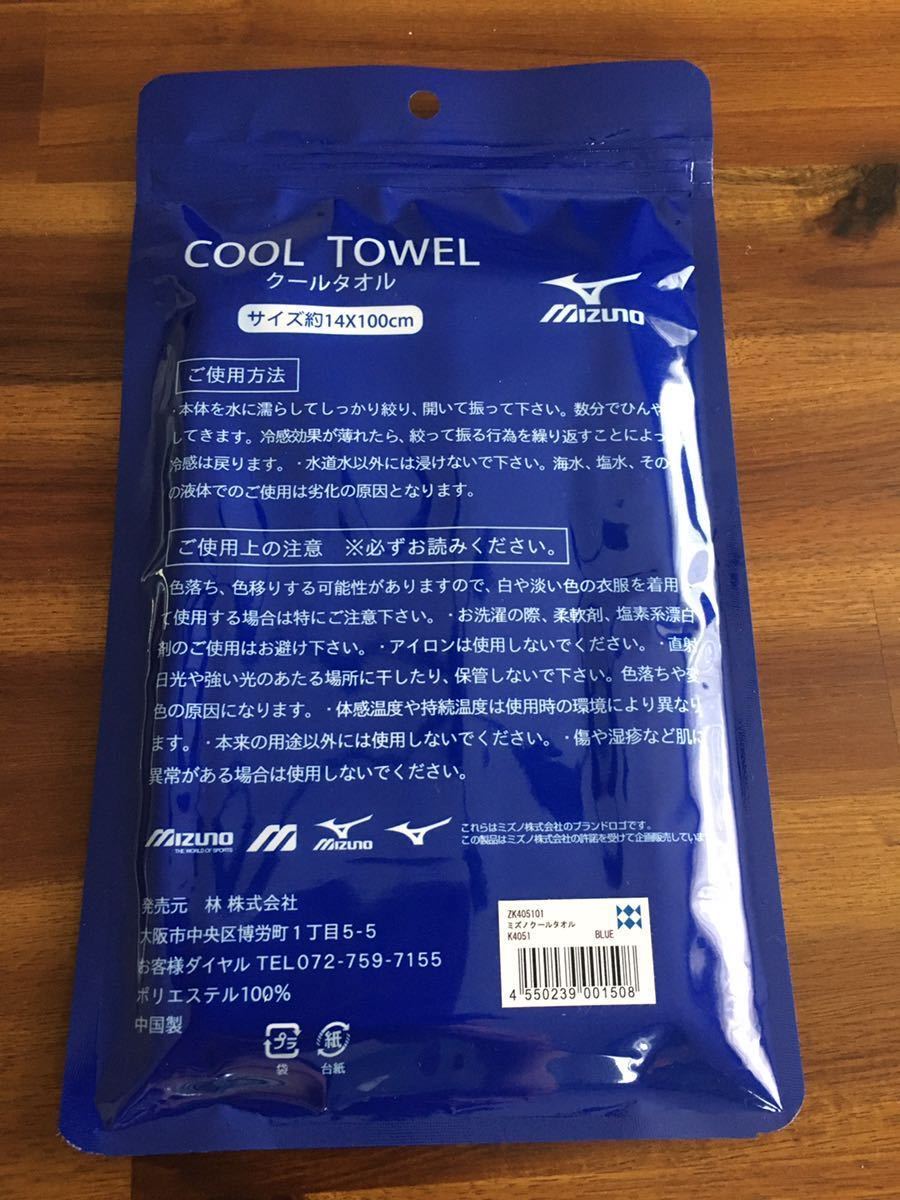 COOL TOWEL
クールタオル
サイズ約14X100cm
MIZUNO
ご使用方法
・本体を水に濡らしてしっかり絞り、開いて振って下さい。数分でひんや
してきます。冷感効果が薄れたら、絞って振る行為を繰り返すことによっ
冷感は戻ります。・水道水以外には浸けないで下さい。海水、塩水、その
の液体でのご使用は劣化の原因となります。
ご使用上の注意 ※必ずお読みください。
・色落ち、色移りする可能性がありますので、白や淡い色の衣服を着用
て使用する場合は特にご注意下さい。・お洗濯の際、柔軟剤、塩素系漂白
剤のご使用はお避け下さい。・アイロンは使用しないでください。・直射
日光や強い光のあたる場所に干したり、保管しないで下さい。色落ちや変
色の原因になります。・体感温度や持続温度は使用時の環境により異なり
ます。・本来の用途以外には使用しないでください。・傷や湿疹など肌に
異常がある場合は使用しないでください。
MIZUNO
THE WORLD OF SPORTS
MIZUNO
これらはミズノ株式会社のブランドロゴです。
この製品はミズノ株式会社の許諾を受けて企画販売していま
発売元 林 株式会社
大阪市中央区博労町1丁目5-5
お客様ダイヤル TEL072-759-7155
ポリエステル100%
中国製
プラ
袋
紙
台紙
ZK405101
ミズノクールタオル
K4051 BLUE
4 550239 001508